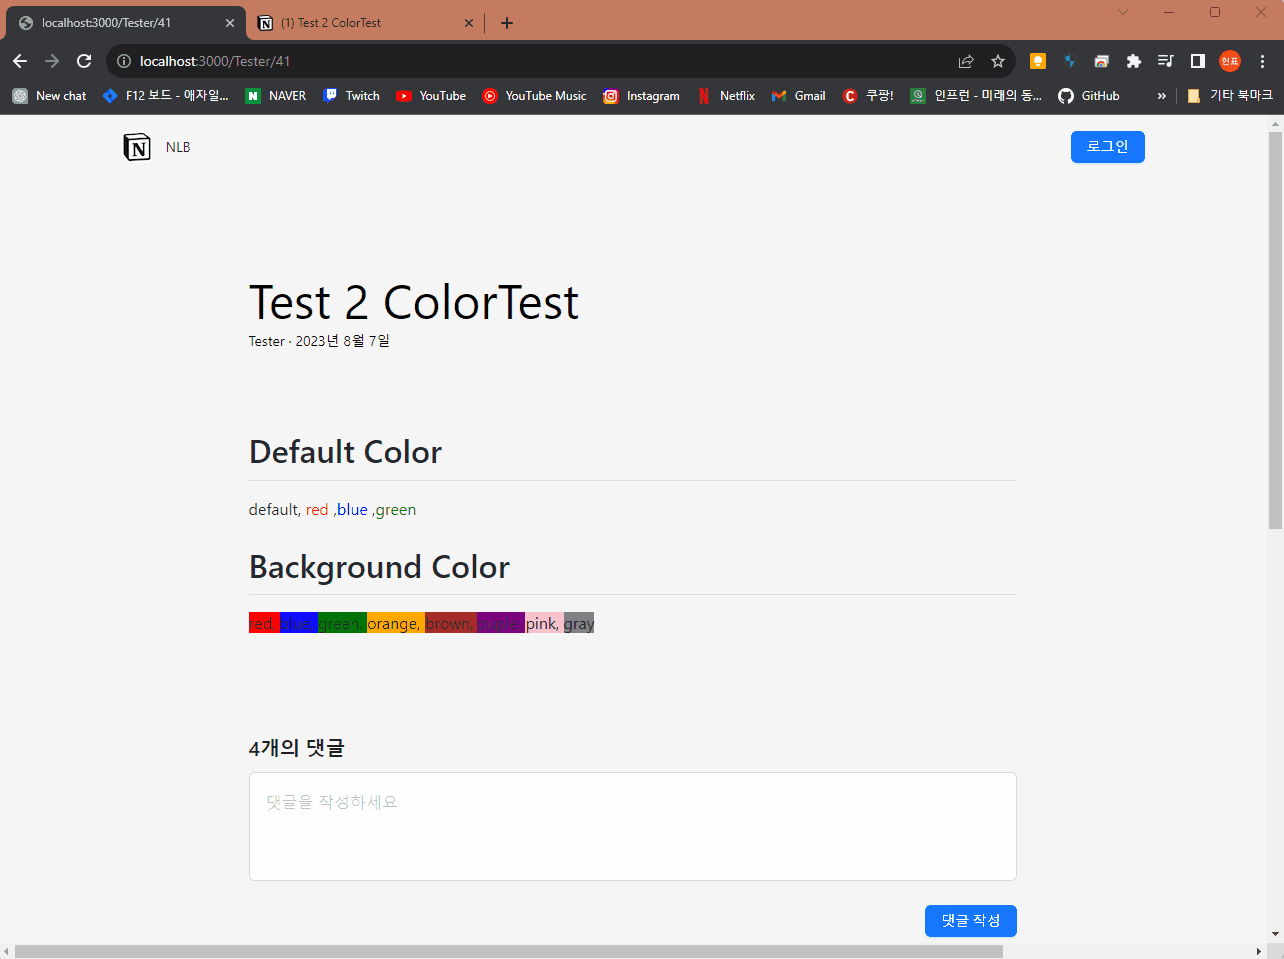 localhost:3000/Tester/41
(1) Test 2 ColorTest
localhost:3000/Tester/41
현표
New chat
F12 보드 - 애자일...
NAVER
Twitch
YouTube
YouTube Music
Instagram
Netflix
Gmail
쿠팡!
인프런 - 미래의 동...
GitHub
»
기타 북마크
NLB
로그인
Test 2 ColorTest
Tester · 2023년 8월 7일
Default Color
default, red ,blue ,green
Background Color
red, blue, green, orange, brown, pink, gray
4개의 댓글
댓글을 작성하세요
댓글 작성